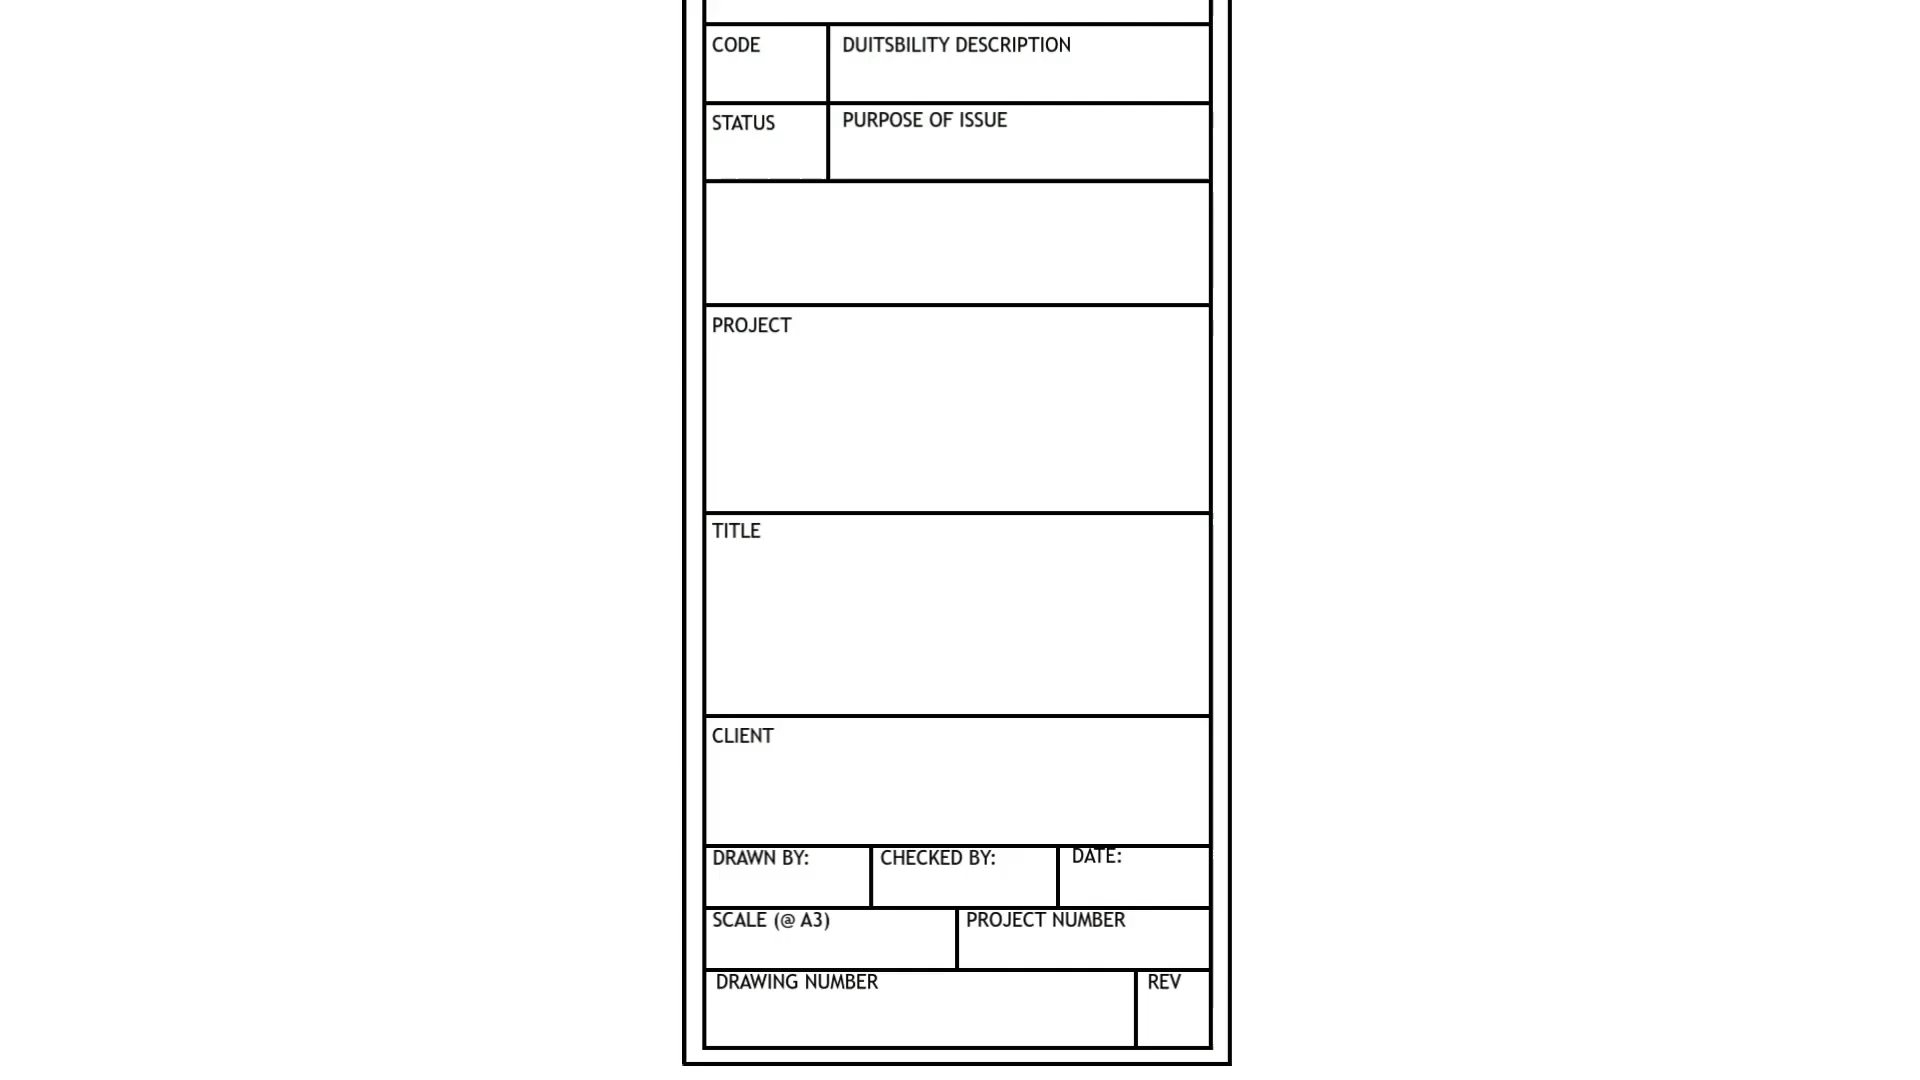 CODE
DUITSBILITY DESCRIPTION
STATUS
PURPOSE OF ISSUE
PROJECT
TITLE
CLIENT
DRAWN BY:
CHECKED BY:
DATE:
SCALE (@ A3)
PROJECT NUMBER
DRAWING NUMBER
REV